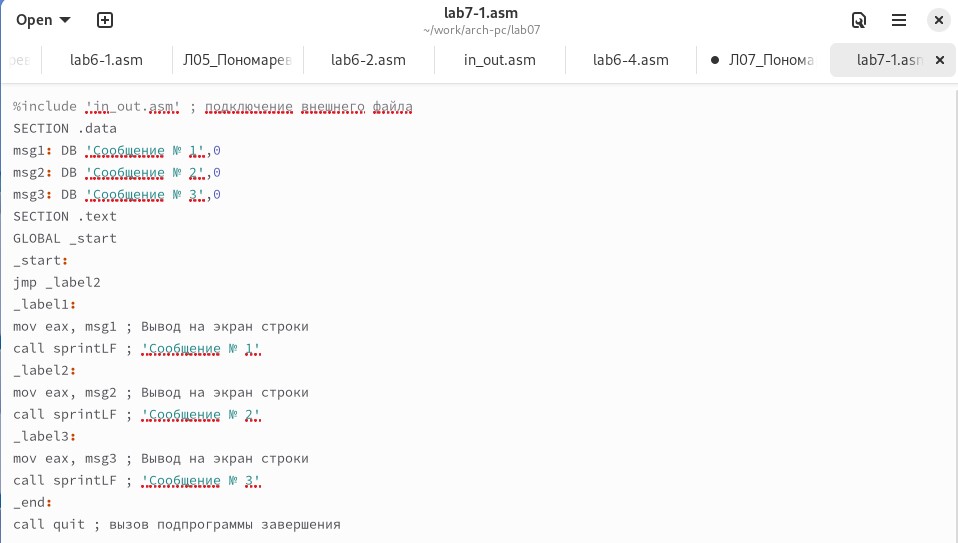 Open
lab7-1.asm
~/work/arch-pc/lab07
lab6-1.asm
Л05_Пономарев
lab6-2.asm
in_out.asm
lab6-4.asm
Л07_Понома
lab7-1.asm
%include 'in_out.asm' ; подключение внешнего файла
SECTION .data
msg1: DB 'Сообщение № 1',0
msg2: DB 'Сообщение № 2',0
msg3: DB 'Сообщение № 3',0
SECTION .text
GLOBAL _start
_start:
jmp _label2
_label1:
mov eax, msg1 ; Вывод на экран строки
call sprintLF ; 'Сообщение № 1'
_label2:
mov eax, msg2 ; Вывод на экран строки
call sprintLF ; 'Сообщение № 2'
_label3:
mov eax, msg3 ; Вывод на экран строки
call sprintLF ; 'Сообщение № 3'
_end:
call quit ; вызов подпрограммы завершения